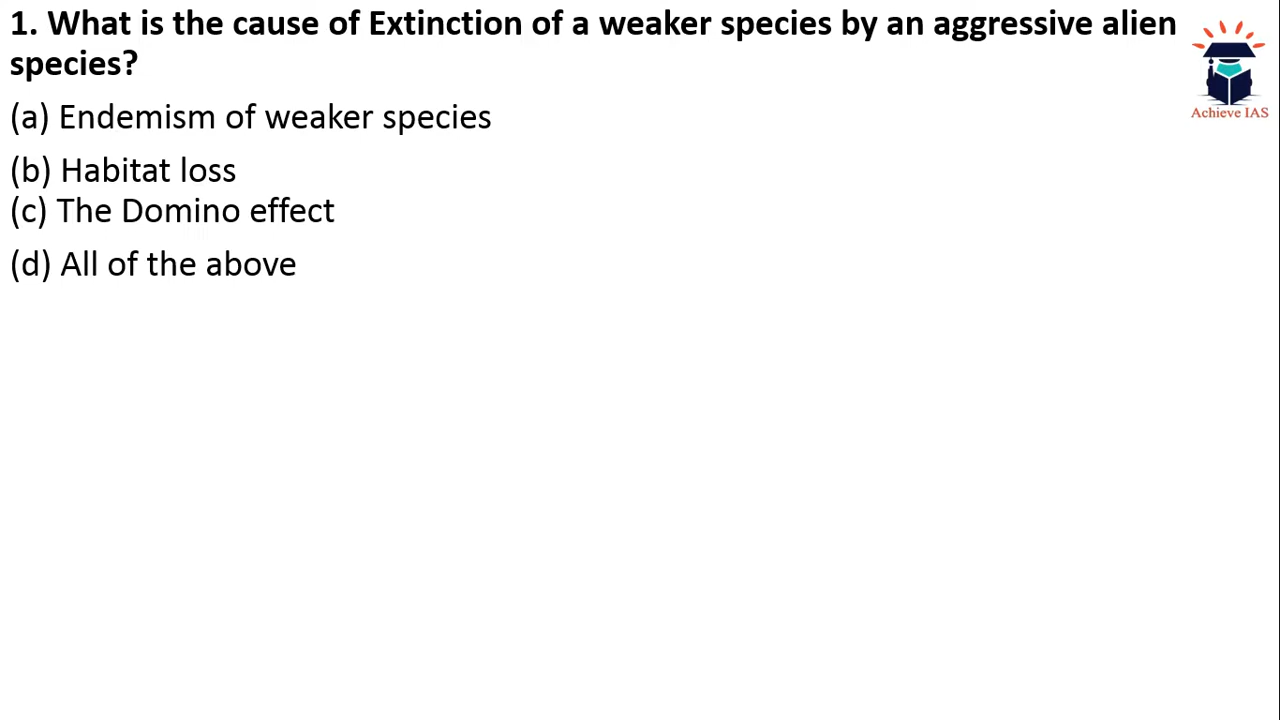 1. What is the cause of Extinction of a weaker species by an aggressive alien
species?
Achieve IAS
(a) Endemism of weaker species
(b) Habitat loss
(c) The Domino effect
(d) All of the above